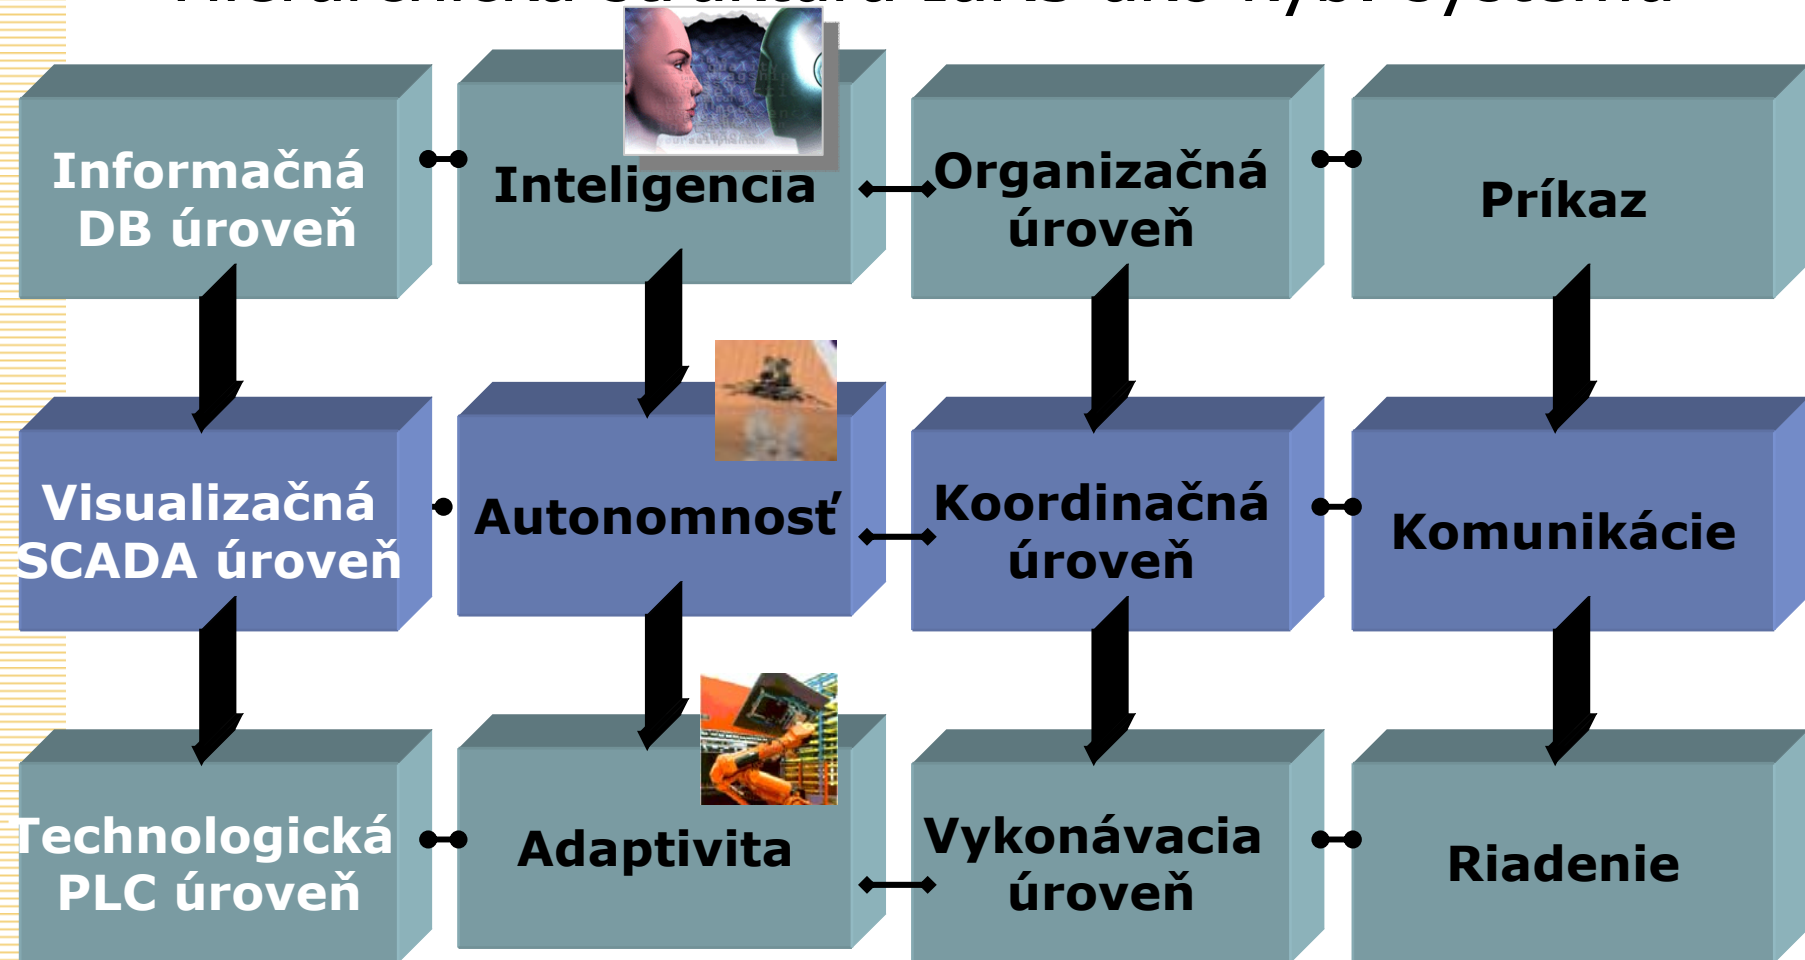 Informačná
DB úroveň
Inteligencia
Organizačná
úroveň
Príkaz
Visualizačná
SCADA úroveň
Autonomnosť
Koordinačná
úroveň
Komunikácie
Technologická
PLC úroveň
Adaptivita
Vykonávacia
úroveň
Riadenie